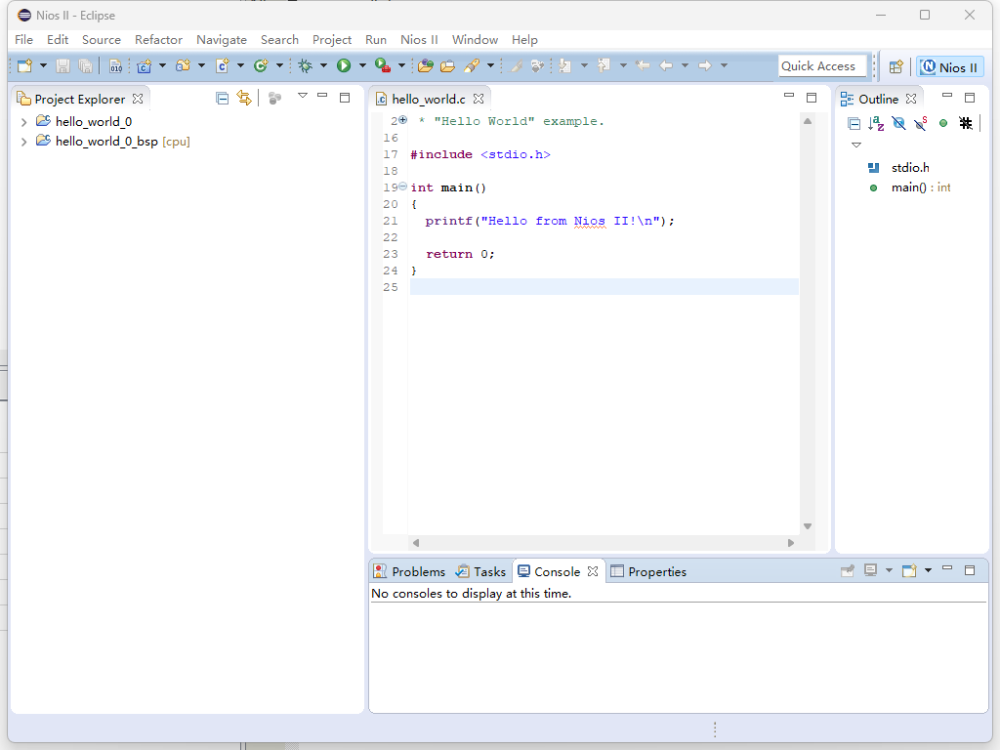 Nios II - Eclipse
File Edit Source Refactor Navigate Search Project Run Nios II Window Help
010 Quick Access Nios II
Project Explorer
hello_world_0
hello_world_0_bsp [cpu]
hello_world.c
2 * "Hello World" example.
16
17 #include <stdio.h>
18
19 int main()
20 {
21 printf("Hello from Nios II!\n");
22
23 return 0;
24 }
25
Outline
stdio.h
main() : int
Problems Tasks Console Properties
No consoles to display at this time.